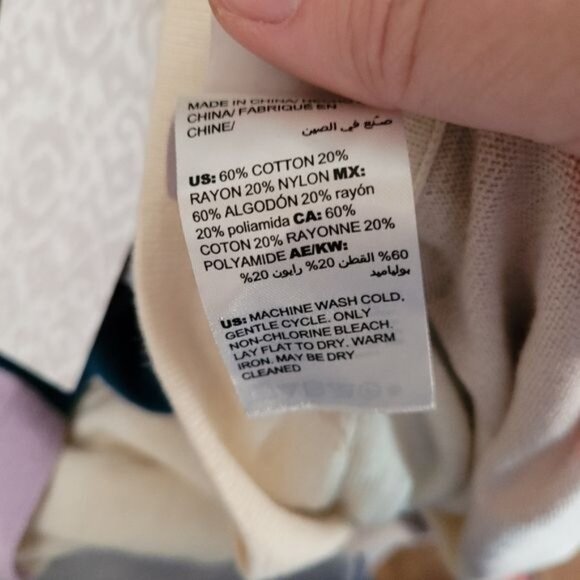 MADE IN CHINA/
CHINA/ FABRIQUÉ EN
CHINE/
صنع في الصين
US: 60% COTTON 20%
RAYON 20% NYLON MX:
60% ALGODÓN 20% rayón
20% poliamida CA: 60%
COTON 20% RAYONNE 20%
POLYAMIDE AE/KW:
60% القطن 20% رايون 20%
بولياميد
US: MACHINE WASH COLD,
GENTLE CYCLE. ONLY
NON-CHLORINE BLEACH.
LAY FLAT TO DRY. WARM
IRON. MAY BE DRY
CLEANED